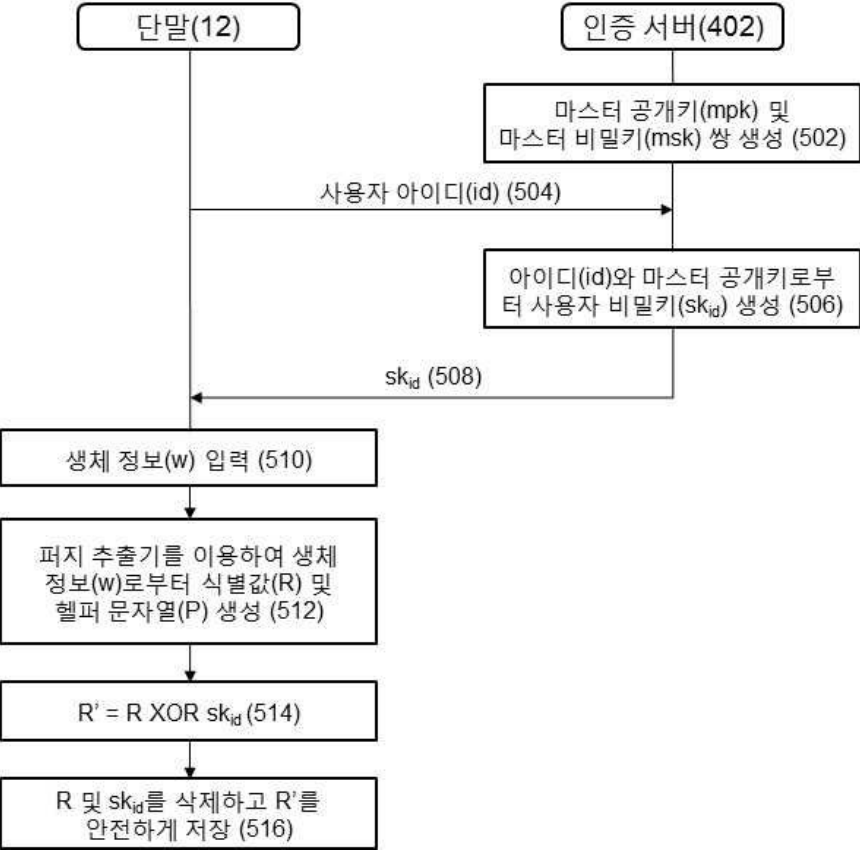 단말(12)
인증 서버(402)
마스터 공개키(mpk) 및
마스터 비밀키(msk) 쌍 생성 (502)
사용자 아이디(id) (504)
아이디(id)와 마스터 공개키로부
터 사용자 비밀키(skid) 생성 (506)
skid (508)
생체 정보(w) 입력 (510)
퍼지 추출기를 이용하여 생체
정보(w)로부터 식별값(R) 및
헬퍼 문자열(P) 생성 (512)
R’ = R XOR skid (514)
R 및 skid를 삭제하고 R’를
안전하게 저장 (516)